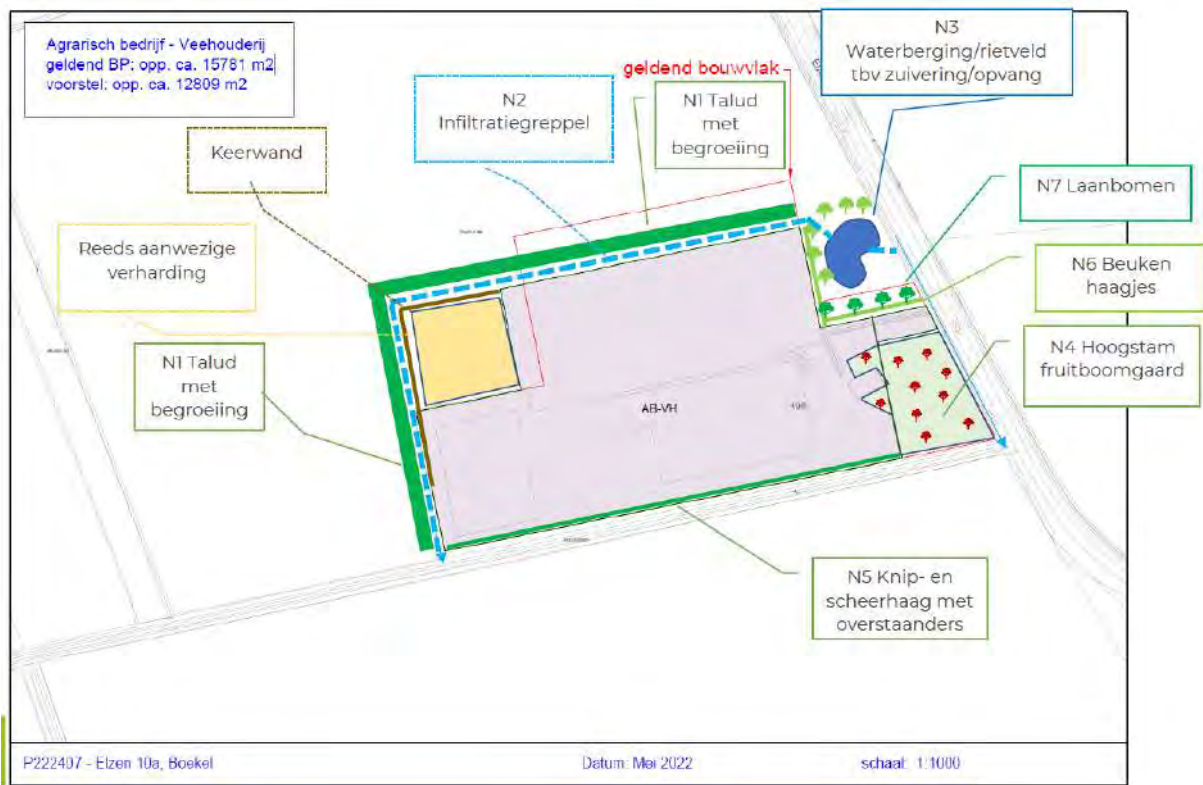 Agrarisch bedrijf - Veehouderij
geldend BP: opp. ca. 15781 m2
voorstel: opp. ca. 12809 m2
N3
Waterberging/rietveld
tbv zuivering/opvang
geldend bouwvlak
N2
Infiltratiegreppel
N1 Talud
met
begroeiing
Keerwand
N7 Laanbomen
Reeds aanwezige
verharding
N6 Beuken
haagjes
N4 Hoogstam
fruitboomgaard
N1 Talud
met
begroeiing
AB-VH
N5 Knip- en
scheerhaag met
overstaanders
P222407 - Elzen 10a, Boekel
Datum: Mei 2022
schaal: 1:1000